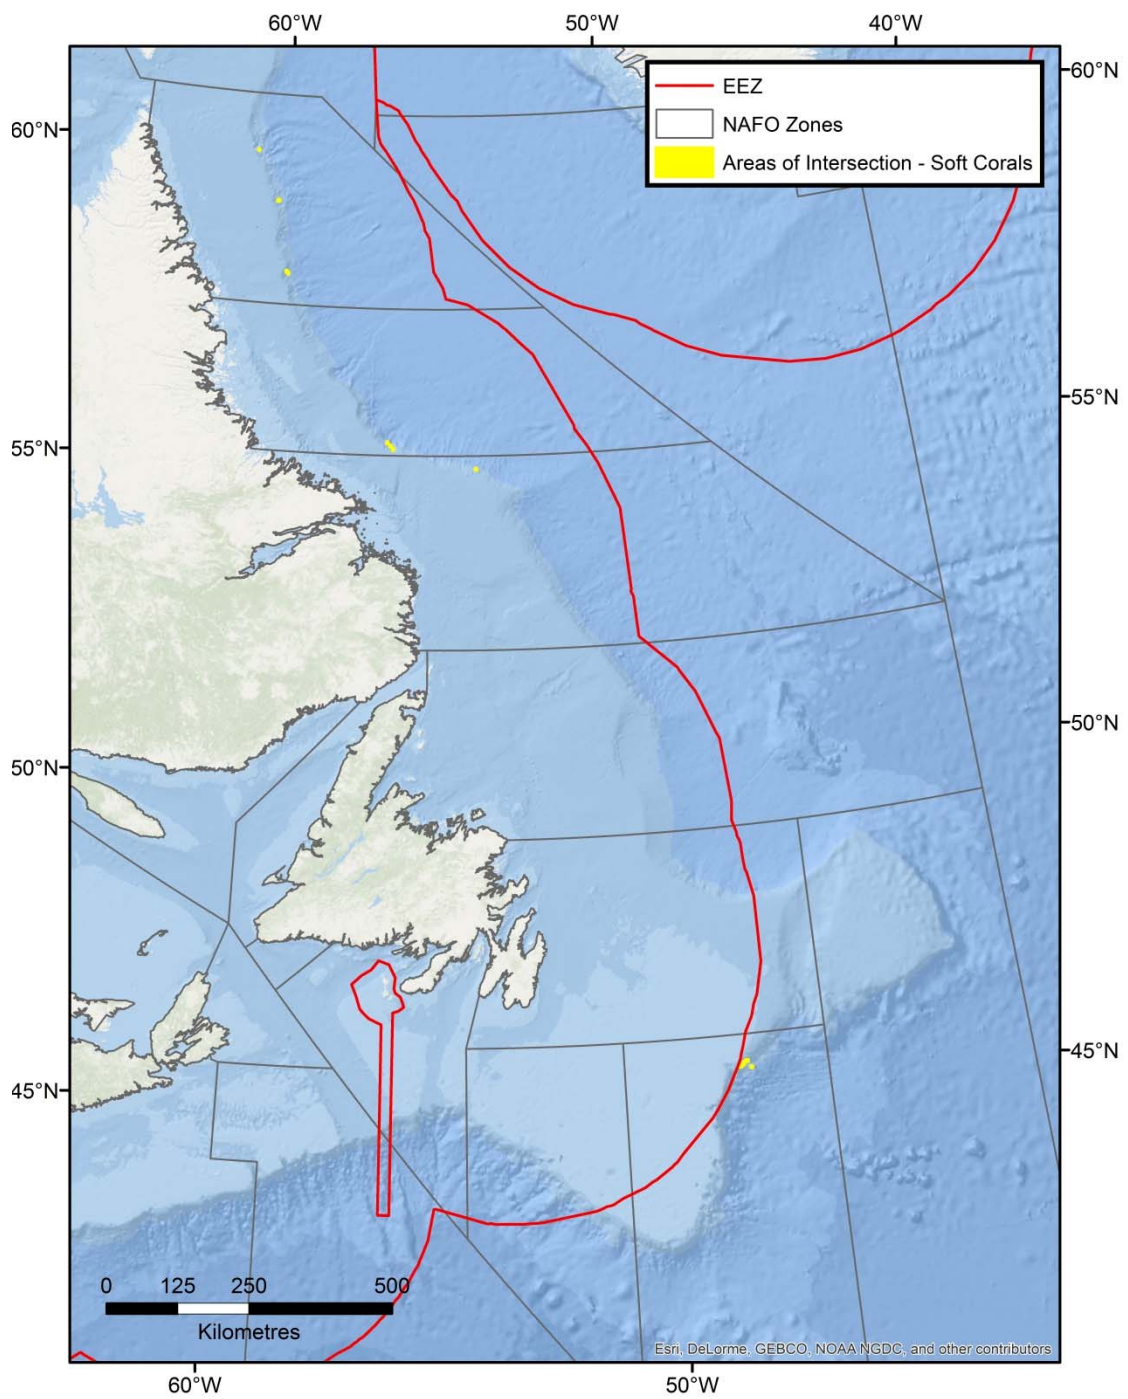 60°W 50°W 40°W
EEZ
NAFO Zones
Areas of Intersection - Soft Corals
60°N 60°N
55°N 55°N
50°N 50°N
45°N 45°N
0 125 250 500
Kilometres
Esri, DeLorme, GEBCO, NOAA NGDC, and other contributors
60°W 50°W